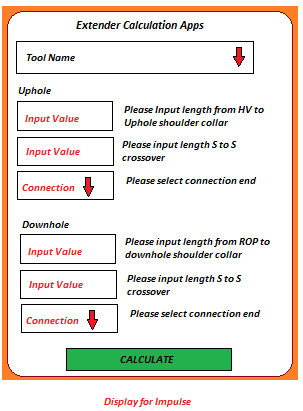 Extender Calculation Apps
Tool Name
Uphole
Input Value
Please Input length from HV to
Uphole shoulder collar
Input Value
Please input length S to S
crossover
Connection
Please select connection end
Downhole
Input Value
Please input length from ROP to
downhole shoulder collar
Input Value
Please input length S to S
crossover
Connection
Please select connection end
CALCULATE
Display for Impulse